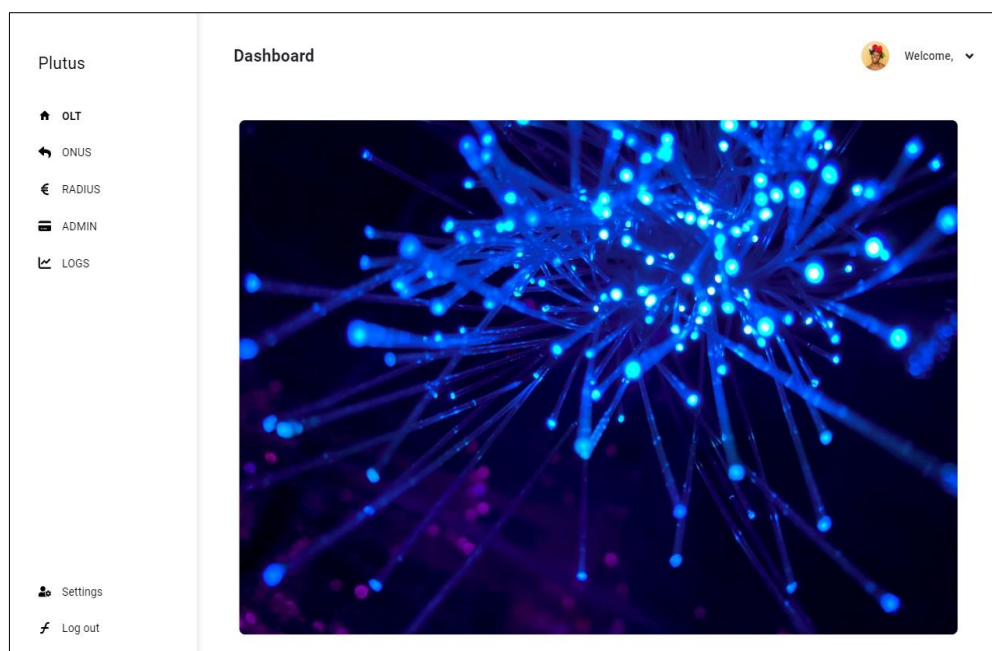 Plutus
Dashboard
Welcome,
OLT
ONUS
RADIUS
ADMIN
LOGS
Settings
Log out